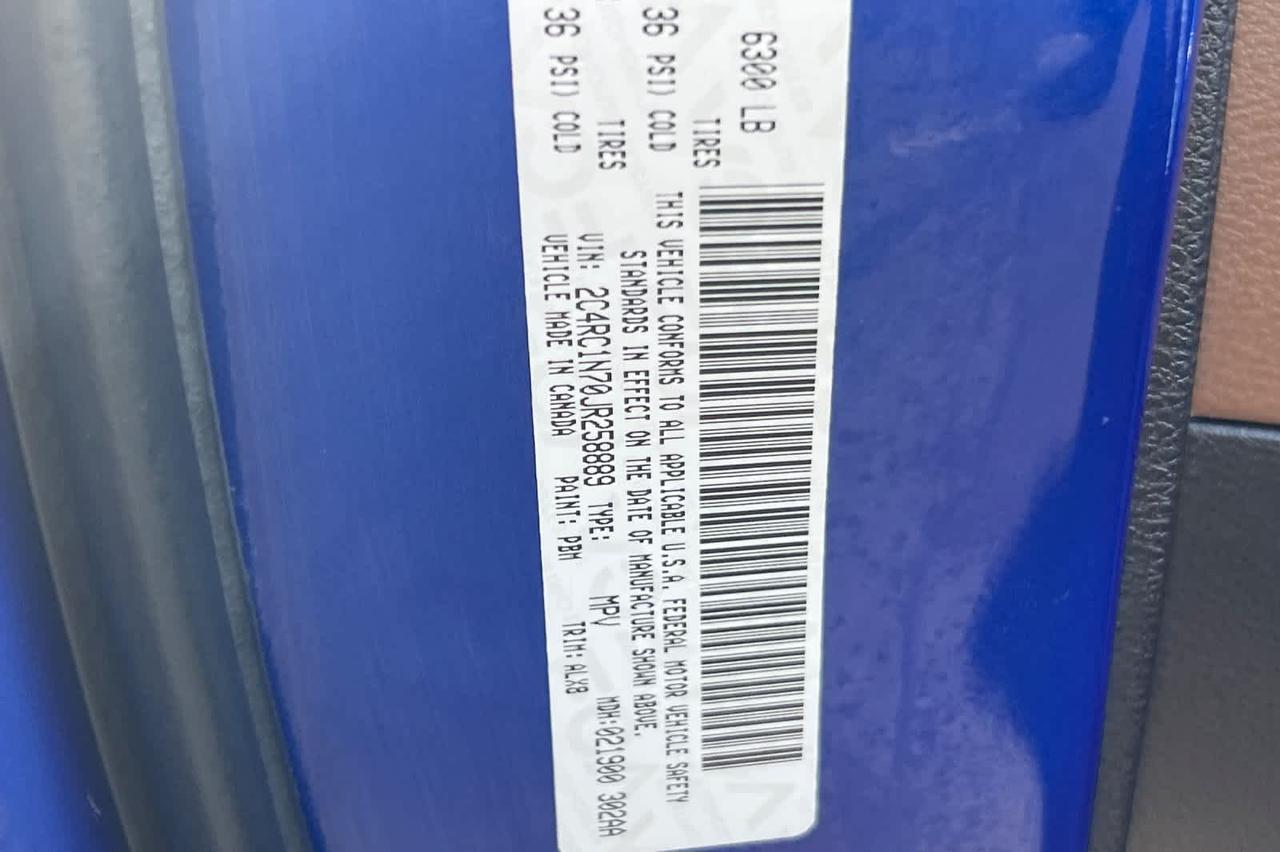 6300 LB
TIRES
36 PSI) COLD
TIRES
36 PSI) COLD
THIS VEHICLE CONFORMS TO ALL APPLICABLE U.S.A. FEDERAL MOTOR VEHICLE SAFETY
STANDARDS IN EFFECT ON THE DATE OF MANUFACTURE SHOWN ABOVE.
VIN: 2C4RC1N70JR258889 TYPE: MPV MDH:021900 302AA
VEHICLE MADE IN CANADA PAINT: PBM TRIM: ALX8